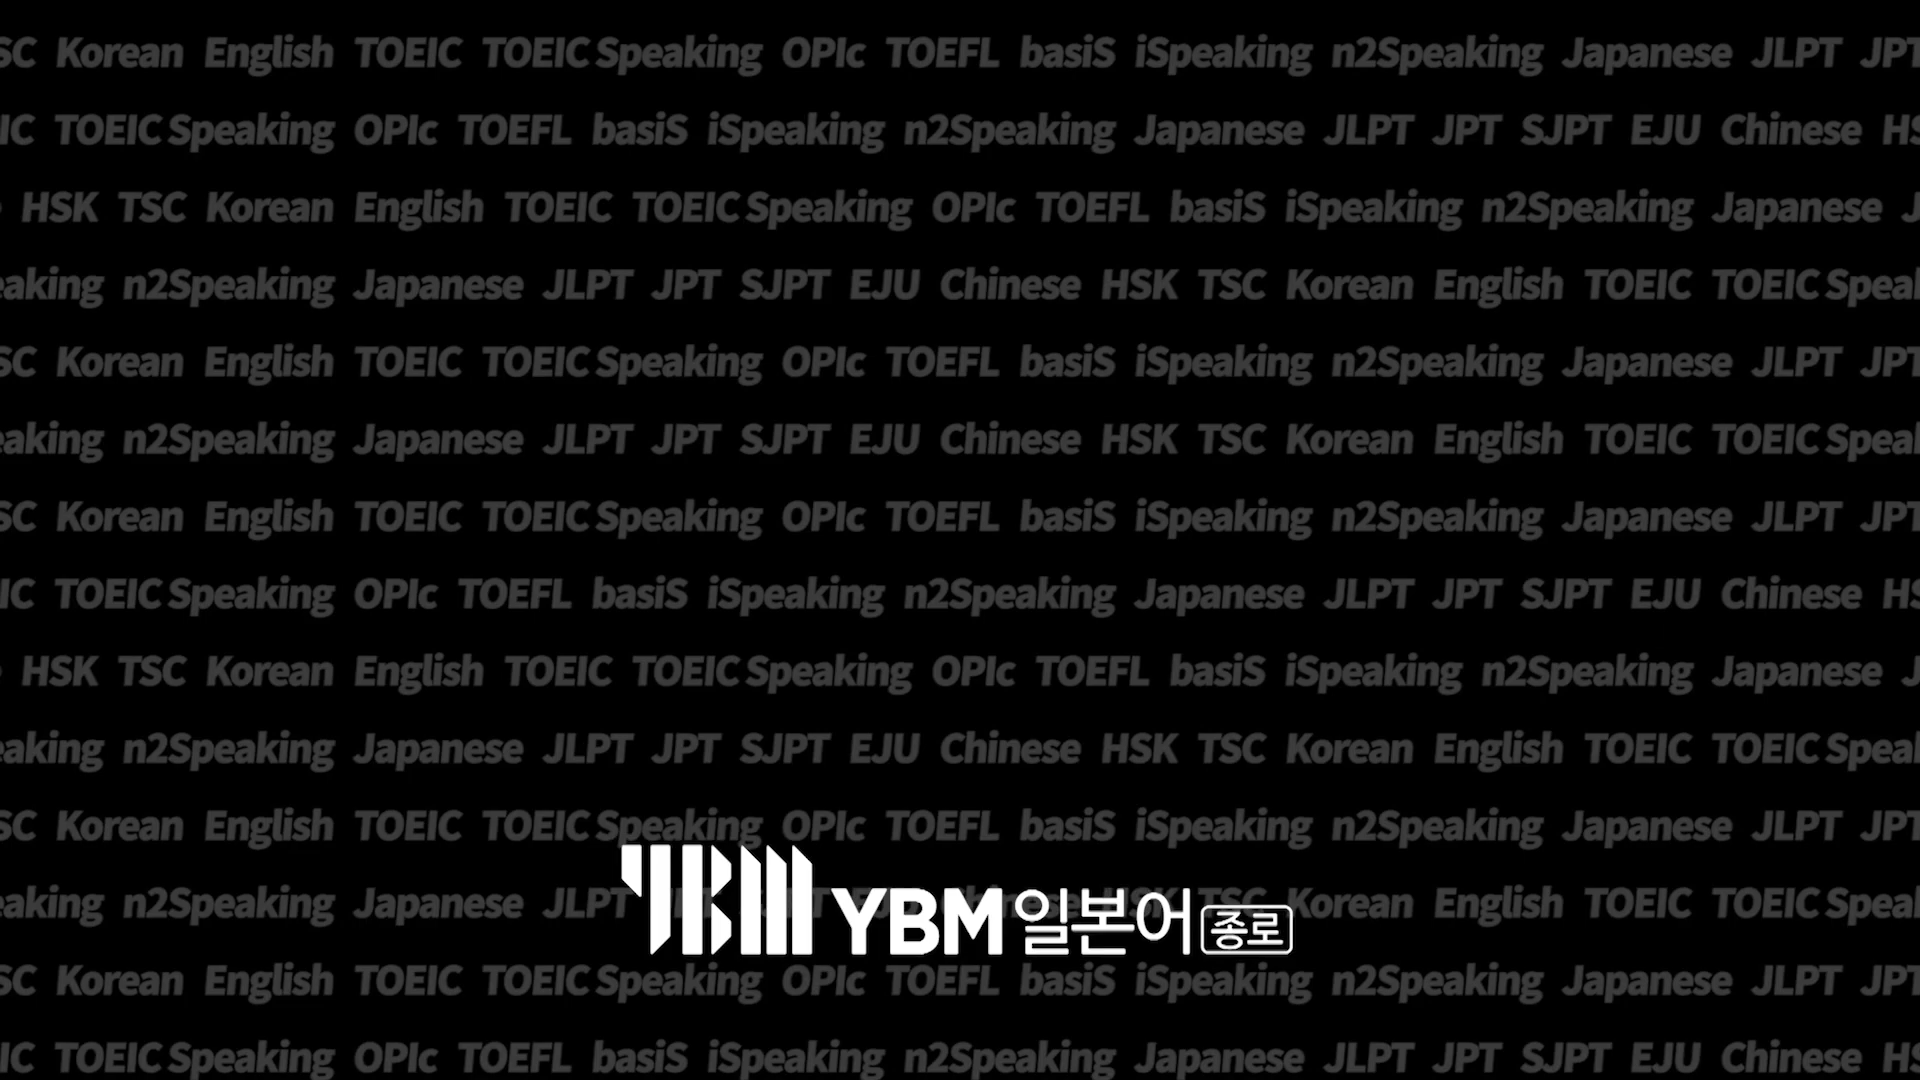 SC Korean English TOEIC TOEIC Speaking OPIc TOEFL basiS iSpeaking n2Speaking Japanese JLPT JPT
IC TOEIC Speaking OPIc TOEFL basiS iSpeaking n2Speaking Japanese JLPT JPT SJPT EJU Chinese HS
HSK TSC Korean English TOEIC TOEIC Speaking OPIc TOEFL basiS iSpeaking n2Speaking Japanese J
eaking n2Speaking Japanese JLPT JPT SJPT EJU Chinese HSK TSC Korean English TOEIC TOEIC Speak
SC Korean English TOEIC TOEIC Speaking OPIc TOEFL basiS iSpeaking n2Speaking Japanese JLPT JPT
eaking n2Speaking Japanese JLPT JPT SJPT EJU Chinese HSK TSC Korean English TOEIC TOEIC Speak
SC Korean English TOEIC TOEIC Speaking OPIc TOEFL basiS iSpeaking n2Speaking Japanese JLPT JPT
IC TOEIC Speaking OPIc TOEFL basiS iSpeaking n2Speaking Japanese JLPT JPT SJPT EJU Chinese HS
HSK TSC Korean English TOEIC TOEIC Speaking OPIc TOEFL basiS iSpeaking n2Speaking Japanese J
eaking n2Speaking Japanese JLPT JPT SJPT EJU Chinese HSK TSC Korean English TOEIC TOEIC Speak
SC Korean English TOEIC TOEIC Speaking OPIc TOEFL basiS iSpeaking n2Speaking Japanese JLPT JPT
eaking n2Speaking Japanese JLPT TSC Korean English TOEIC TOEIC Speak
YBM YBM 일본어 종로
SC Korean English TOEIC TOEIC Speaking OPIc TOEFL basiS iSpeaking n2Speaking Japanese JLPT JPT
IC TOEIC Speaking OPIc TOEFL basiS iSpeaking n2Speaking Japanese JLPT JPT SJPT EJU Chinese HS